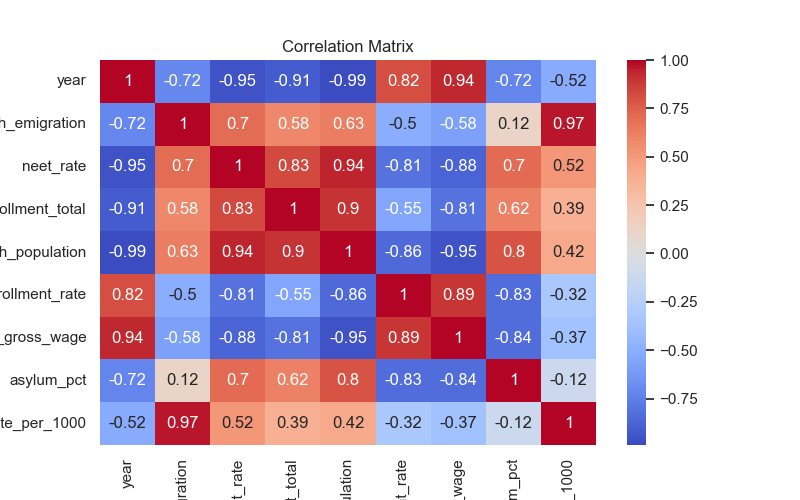 Correlation Matrix
year 1 -0.72 -0.95 -0.91 -0.99 0.82 0.94 -0.72 -0.52
h_emigration -0.72 1 0.7 0.58 0.63 -0.5 -0.58 0.12 0.97
neet_rate -0.95 0.7 1 0.83 0.94 -0.81 -0.88 0.7 0.52
ollment_total -0.91 0.58 0.83 1 0.9 -0.55 -0.81 0.62 0.39
h_population -0.99 0.63 0.94 0.9 1 -0.86 -0.95 0.8 0.42
rollment_rate 0.82 -0.5 -0.81 -0.55 -0.86 1 0.89 -0.83 -0.32
_gross_wage 0.94 -0.58 -0.88 -0.81 -0.95 0.89 1 -0.84 -0.37
asylum_pct -0.72 0.12 0.7 0.62 0.8 -0.83 -0.84 1 -0.12
te_per_1000 -0.52 0.97 0.52 0.39 0.42 -0.32 -0.37 -0.12 1
year gration t_rate t_total ulation t_rate _wage m_pct _1000
1.00
0.75
0.50
0.25
0.00
-0.25
-0.50
-0.75